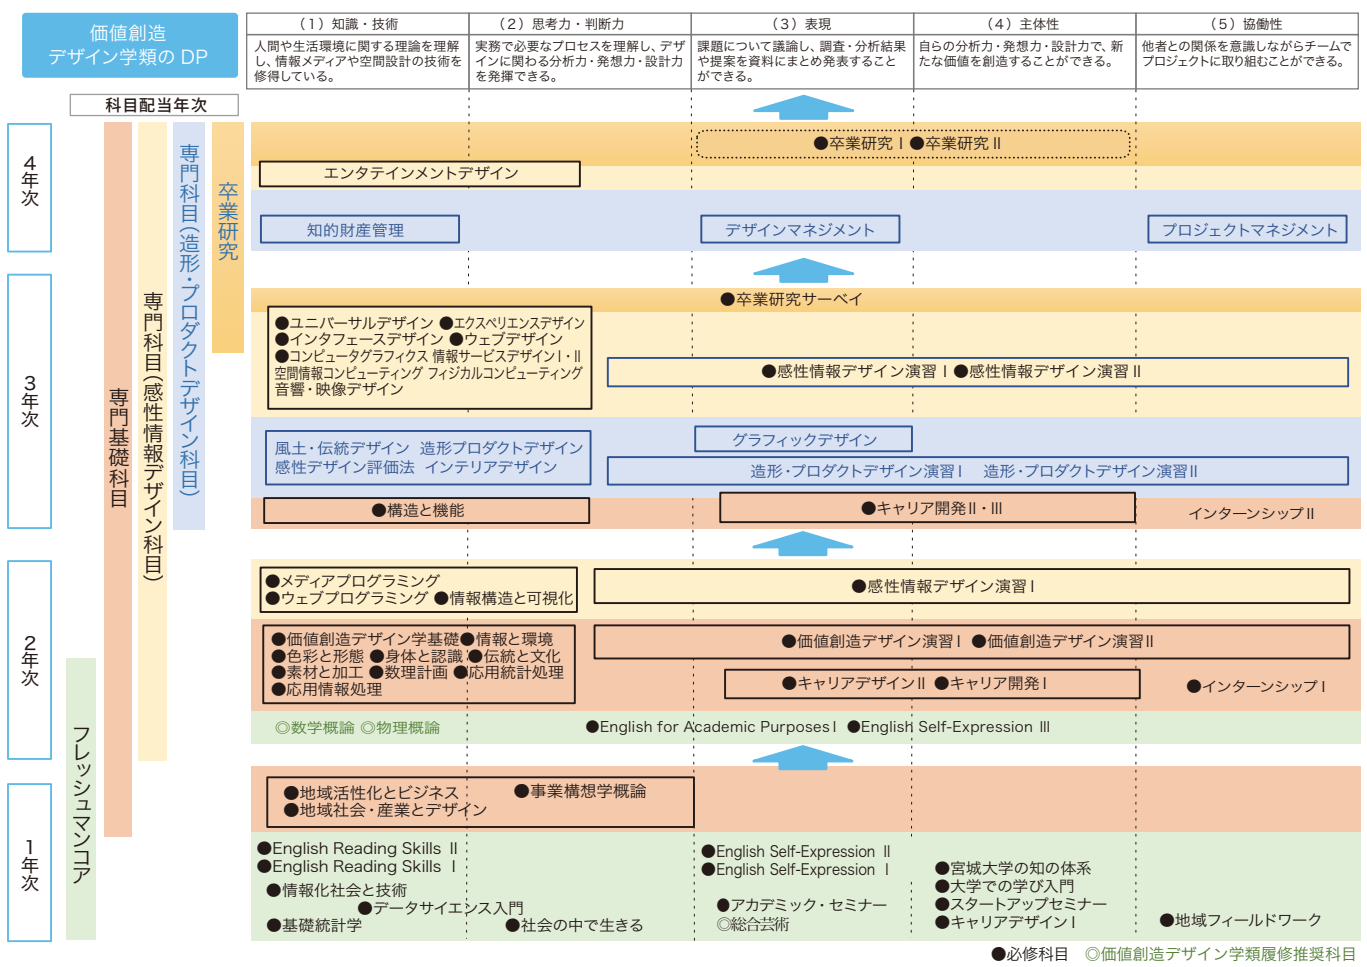 価値創造
デザイン学類の DP
(1)知識・技術
(2)思考力・判断力
(3)表現
(4)主体性
(5)協働性
人間や生活環境に関する理論を理解
し、情報メディアや空間設計の技術を
修得している。
実務で必要なプロセスを理解し、デザ
インに関わる分析力・発想力・設計力
を発揮できる。
課題について議論し、調査・分析結果
や提案を資料にまとめ発表すること
ができる。
自らの分析力・発想力・設計力で、新
たな価値を創造することができる。
他者との関係を意識しながらチームで
プロジェクトに取り組むことができる。
科目配当年次
4年次
3年次
2年次
1年次
フレッシュマンコア
専門基礎科目
専門科目(感性情報デザイン科目)
専門科目(造形・プロダクトデザイン科目)
卒業研究
●卒業研究Ⅰ ●卒業研究Ⅱ
エンタテインメントデザイン
知的財産管理
デザインマネジメント
プロジェクトマネジメント
●卒業研究サーベイ
●ユニバーサルデザイン ●エクスペリエンスデザイン
●インタフェースデザイン ●ウェブデザイン
●コンピュータグラフィクス 情報サービスデザインⅠ・Ⅱ
空間情報コンピューティング フィジカルコンピューティング
音響・映像デザイン
●感性情報デザイン演習Ⅰ ●感性情報デザイン演習Ⅱ
風土・伝統デザイン 造形プロダクトデザイン
感性デザイン評価法 インテリアデザイン
グラフィックデザイン
造形・プロダクトデザイン演習Ⅰ 造形・プロダクトデザイン演習Ⅱ
●構造と機能
●キャリア開発Ⅱ・Ⅲ
インターンシップⅡ
●メディアプログラミング
●ウェブプログラミング ●情報構造と可視化
●感性情報デザイン演習Ⅰ
●価値創造デザイン学基礎 ●情報と環境
●色彩と形態 ●身体と認識 ●伝統と文化
●素材と加工 ●数理計画 ●応用統計処理
●応用情報処理
●価値創造デザイン演習Ⅰ ●価値創造デザイン演習Ⅱ
●キャリアデザインⅡ ●キャリア開発Ⅰ
●インターンシップⅠ
◎数学概論 ◎物理概論
●English for Academic PurposesⅠ ●English Self-Expression Ⅲ
●地域活性化とビジネス
●事業構想学概論
●地域社会・産業とデザイン
●English Reading Skills Ⅱ
●English Reading Skills Ⅰ
●情報化社会と技術
●データサイエンス入門
●基礎統計学
●社会の中で生きる
●English Self-Expression Ⅱ
●English Self-Expression Ⅰ
●アカデミック・セミナー
◎総合芸術
●宮城大学の知の体系
●大学での学び入門
●スタートアップセミナー
●キャリアデザインⅠ
●地域フィールドワーク
●必修科目 ◎価値創造デザイン学類履修推奨科目